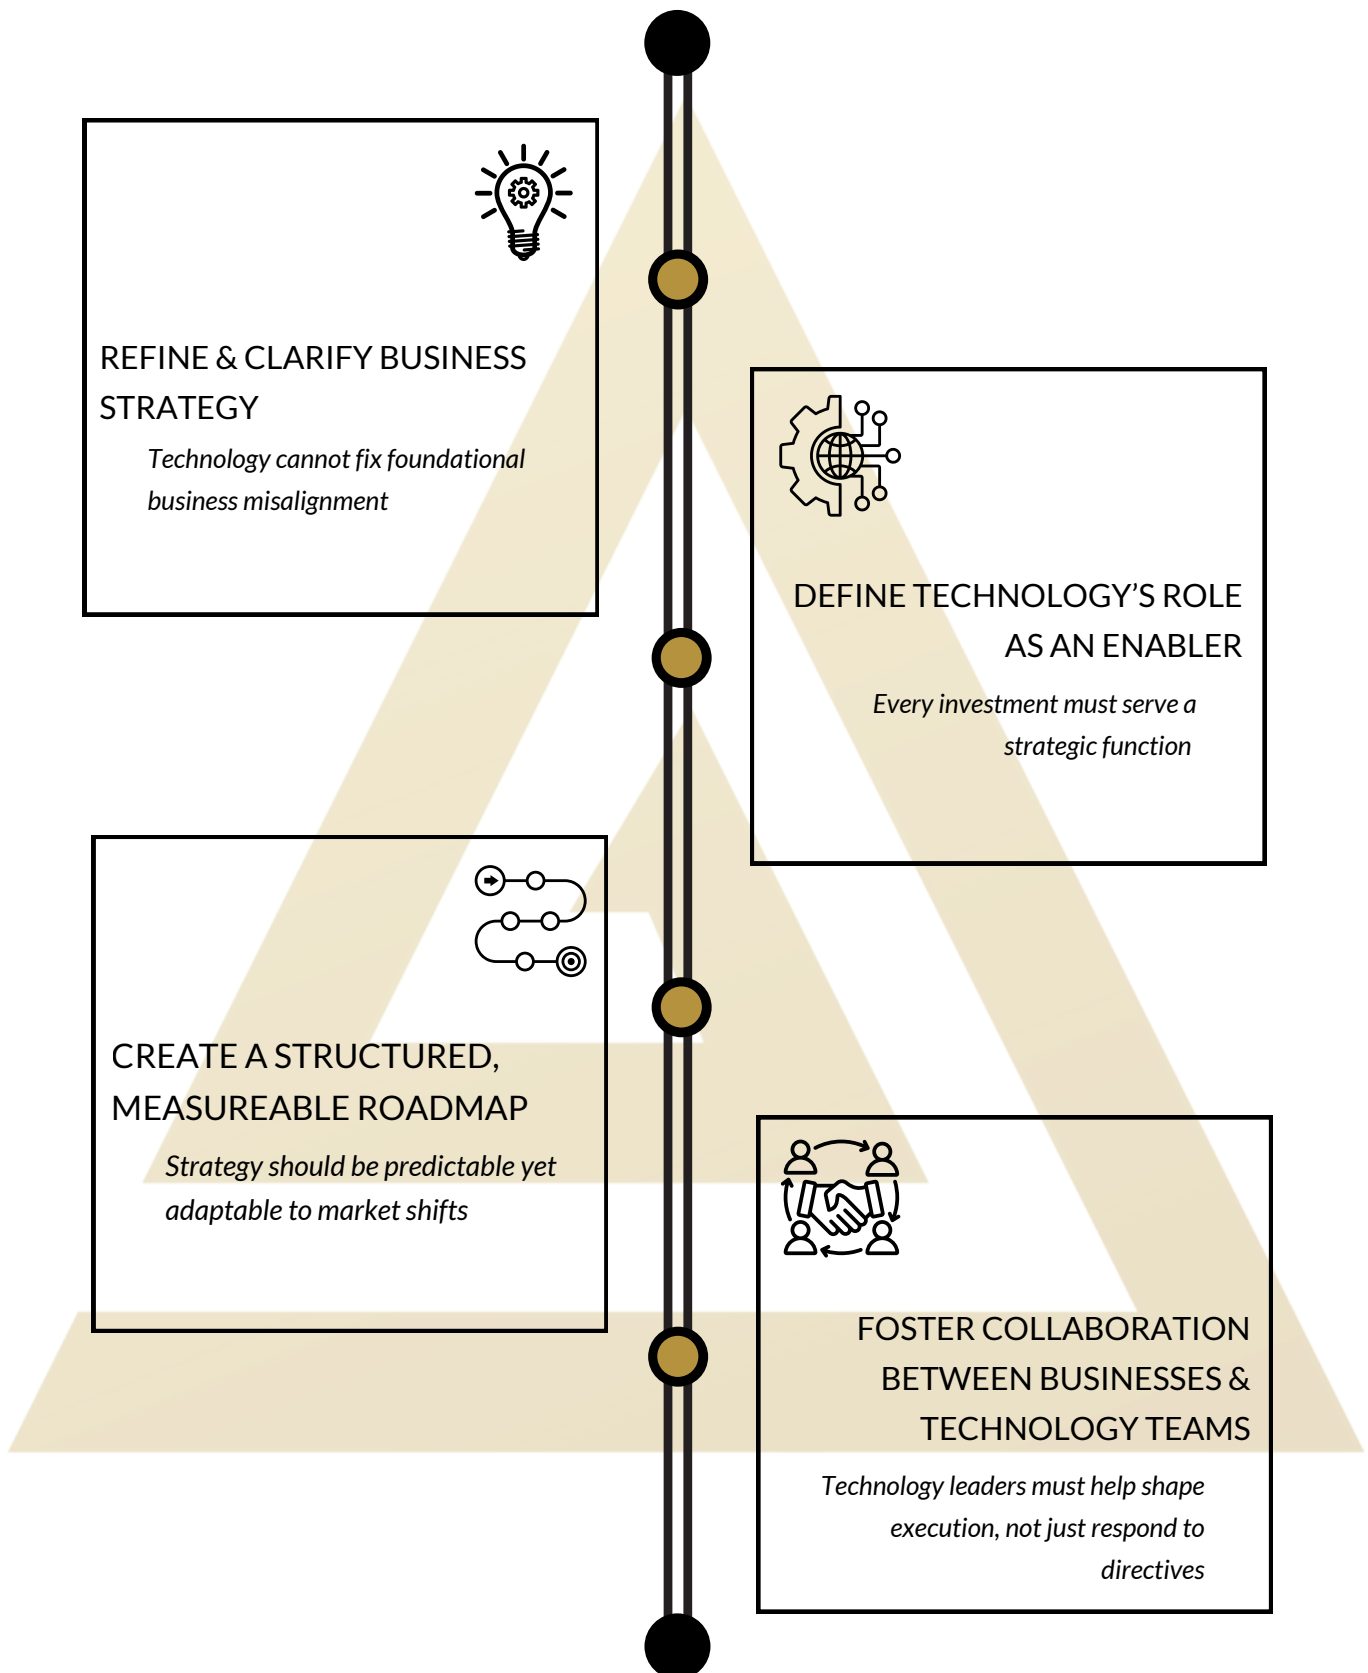 REFINE & CLARIFY BUSINESS
STRATEGY
Technology cannot fix foundational
business misalignment
DEFINE TECHNOLOGY’S ROLE
AS AN ENABLER
Every investment must serve a
strategic function
CREATE A STRUCTURED,
MEASUREABLE ROADMAP
Strategy should be predictable yet
adaptable to market shifts
FOSTER COLLABORATION
BETWEEN BUSINESSES &
TECHNOLOGY TEAMS
Technology leaders must help shape
execution, not just respond to
directives